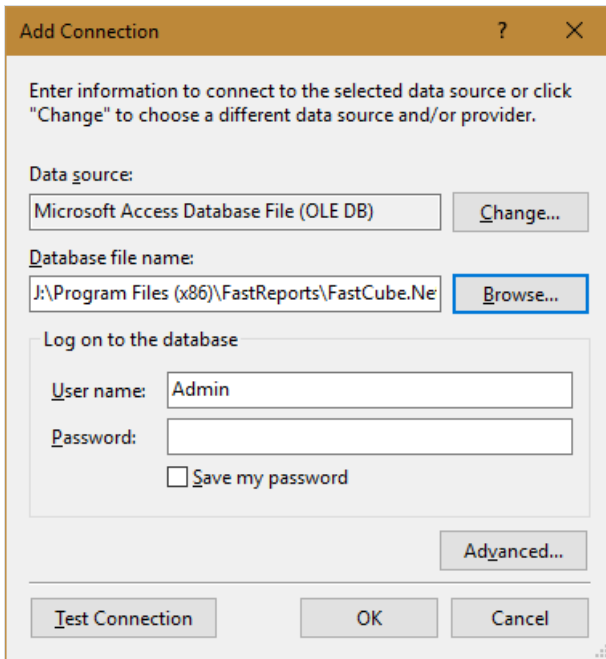 Add Connection ? ×
Enter information to connect to the selected data source or click
"Change" to choose a different data source and/or provider.
Data source:
Microsoft Access Database File (OLE DB) Change...
Database file name:
J:\Program Files (x86)\FastReports\FastCube.Ne Browse...
Log on to the database
User name: Admin
Password:
Save my password
Advanced...
Test Connection OK Cancel